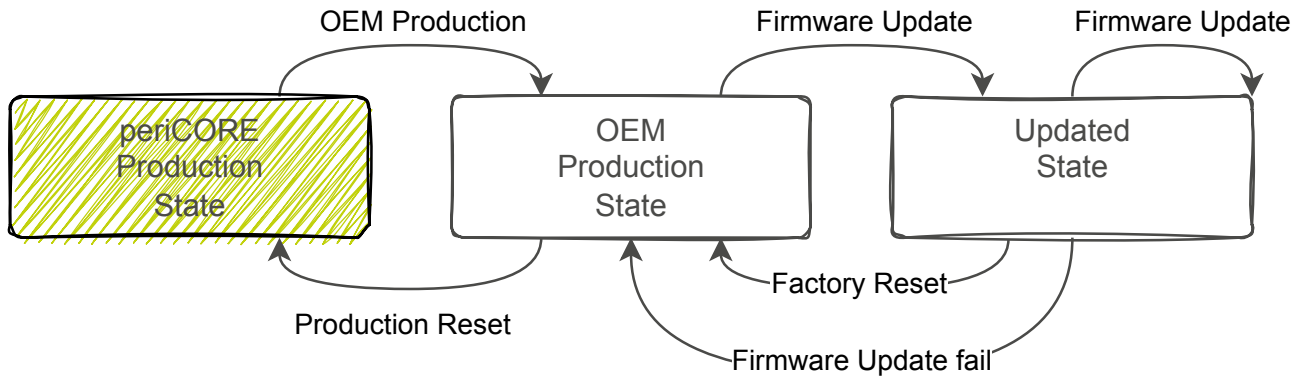 OEM Production
Firmware Update
Firmware Update
periCORE
Production
State
OEM
Production
State
Updated
State
Factory Reset
Production Reset
Firmware Update fail